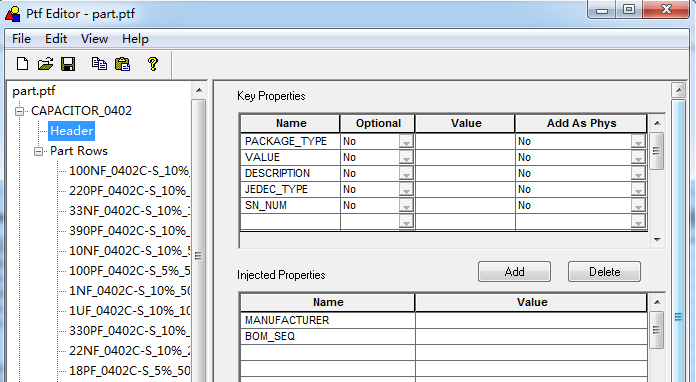 Ptf Editor - part.ptf
File Edit View Help
part.ptf
CAPACITOR_0402
Header
Part Rows
100NF_0402C-S_10%_
220PF_0402C-S_10%_
33NF_0402C-S_10%_1
390PF_0402C-S_10%_
10NF_0402C-S_10%_5
100PF_0402C-S_5%_5
1NF_0402C-S_10%_50
1UF_0402C-S_10%_10
330PF_0402C-S_10%_
22NF_0402C-S_10%_2
18PF_0402C-S_5%_50
Key Properties
Name Optional Value Add As Phys
PACKAGE_TYPE No No
VALUE No No
DESCRIPTION No No
JEDEC_TYPE No No
SN_NUM No No
Injected Properties Add Delete
Name Value
MANUFACTURER
BOM_SEQ